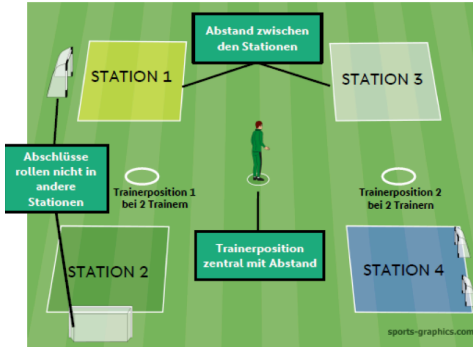 Abstand zwischen
den Stationen
STATION 1
STATION 3
Abschlüsse
rollen nicht in
andere
Stationen
Trainerposition 1
bei 2 Trainern
Trainerposition 2
bei 2 Trainern
Trainerposition
zentral mit Abstand
STATION 2
STATION 4
sports-graphics.com